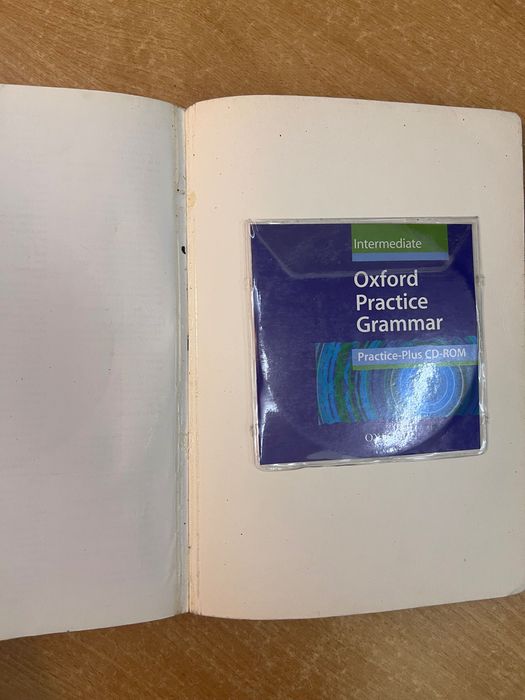 Intermediate
Oxford
Practice
Grammar
Practice-Plus CD-ROM